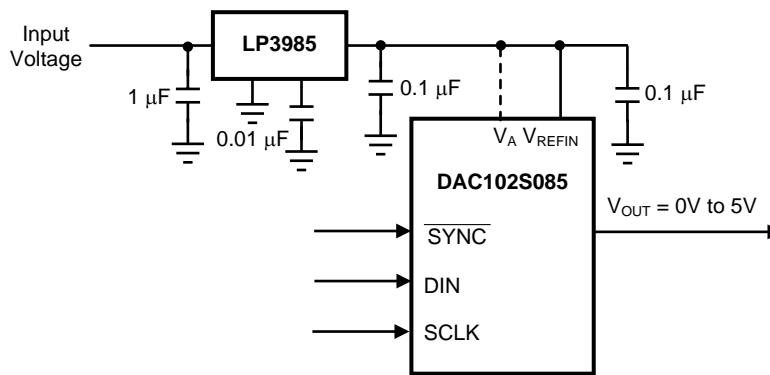 Input
Voltage
LP3985
1 μF
0.01 μF
0.1 μF
0.1 μF
VA VREFIN
DAC102S085
VOUT = 0V to 5V
SYNC
DIN
SCLK